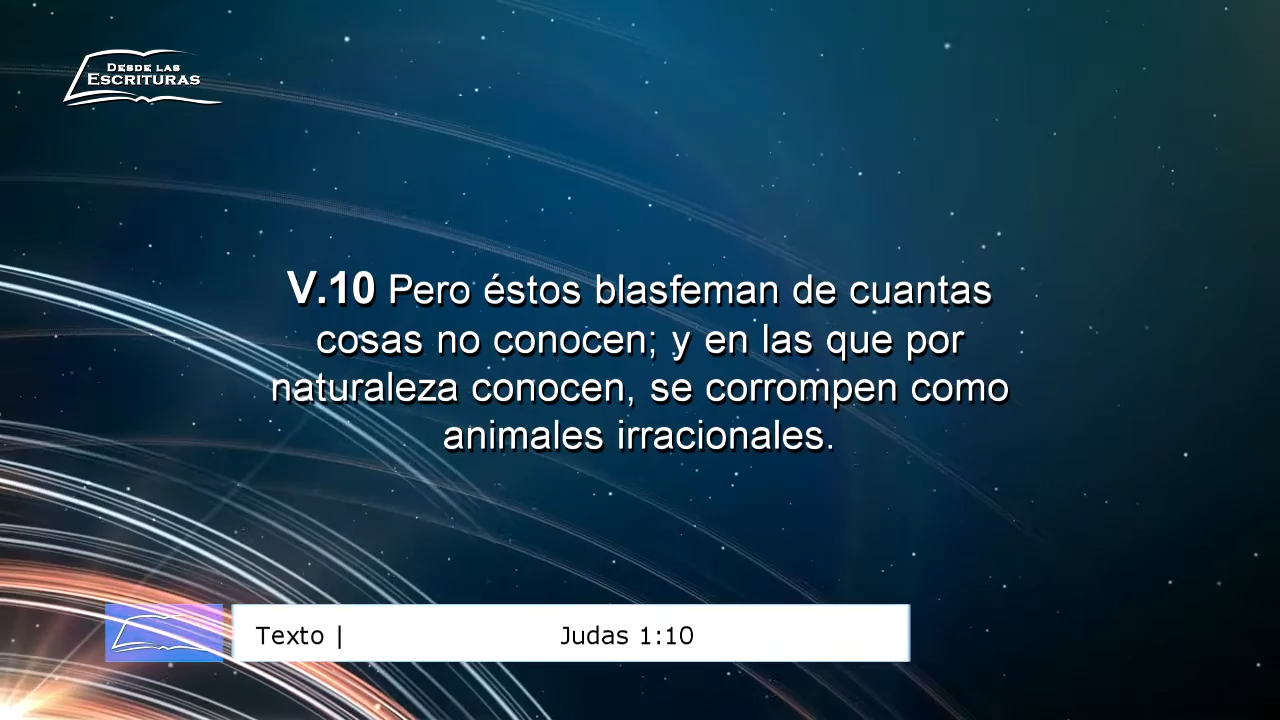 DESDE LAS
ESCRITURAS
V.10 Pero éstos blasfeman de cuantas
cosas no conocen; y en las que por
naturaleza conocen, se corrompen como
animales irracionales.
Texto | Judas 1:10